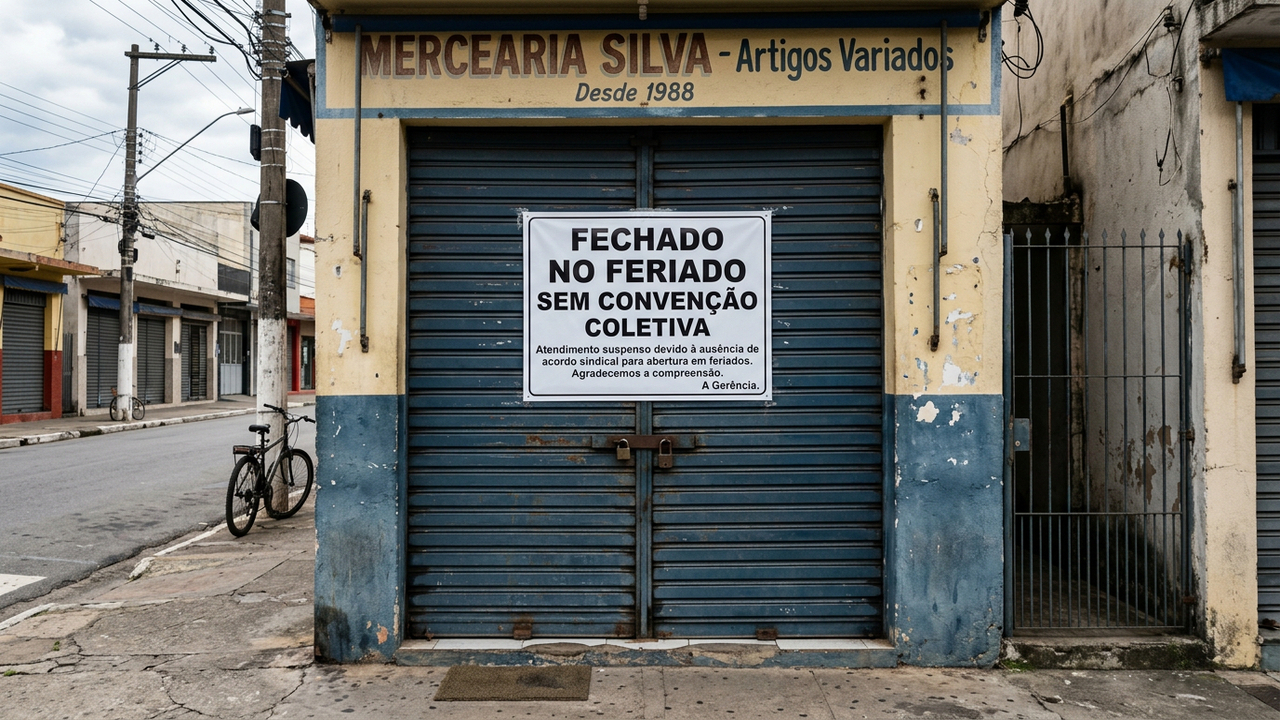 MERCEARIA SILVA - Artigos Variados
Desde 1988
FECHADO
NO FERIADO
SEM CONVENÇÃO
COLETIVA
Atendimento suspenso devido à ausência de
acordo sindical para abertura em feriados.
Agradecemos a compreensão.
A Gerência.